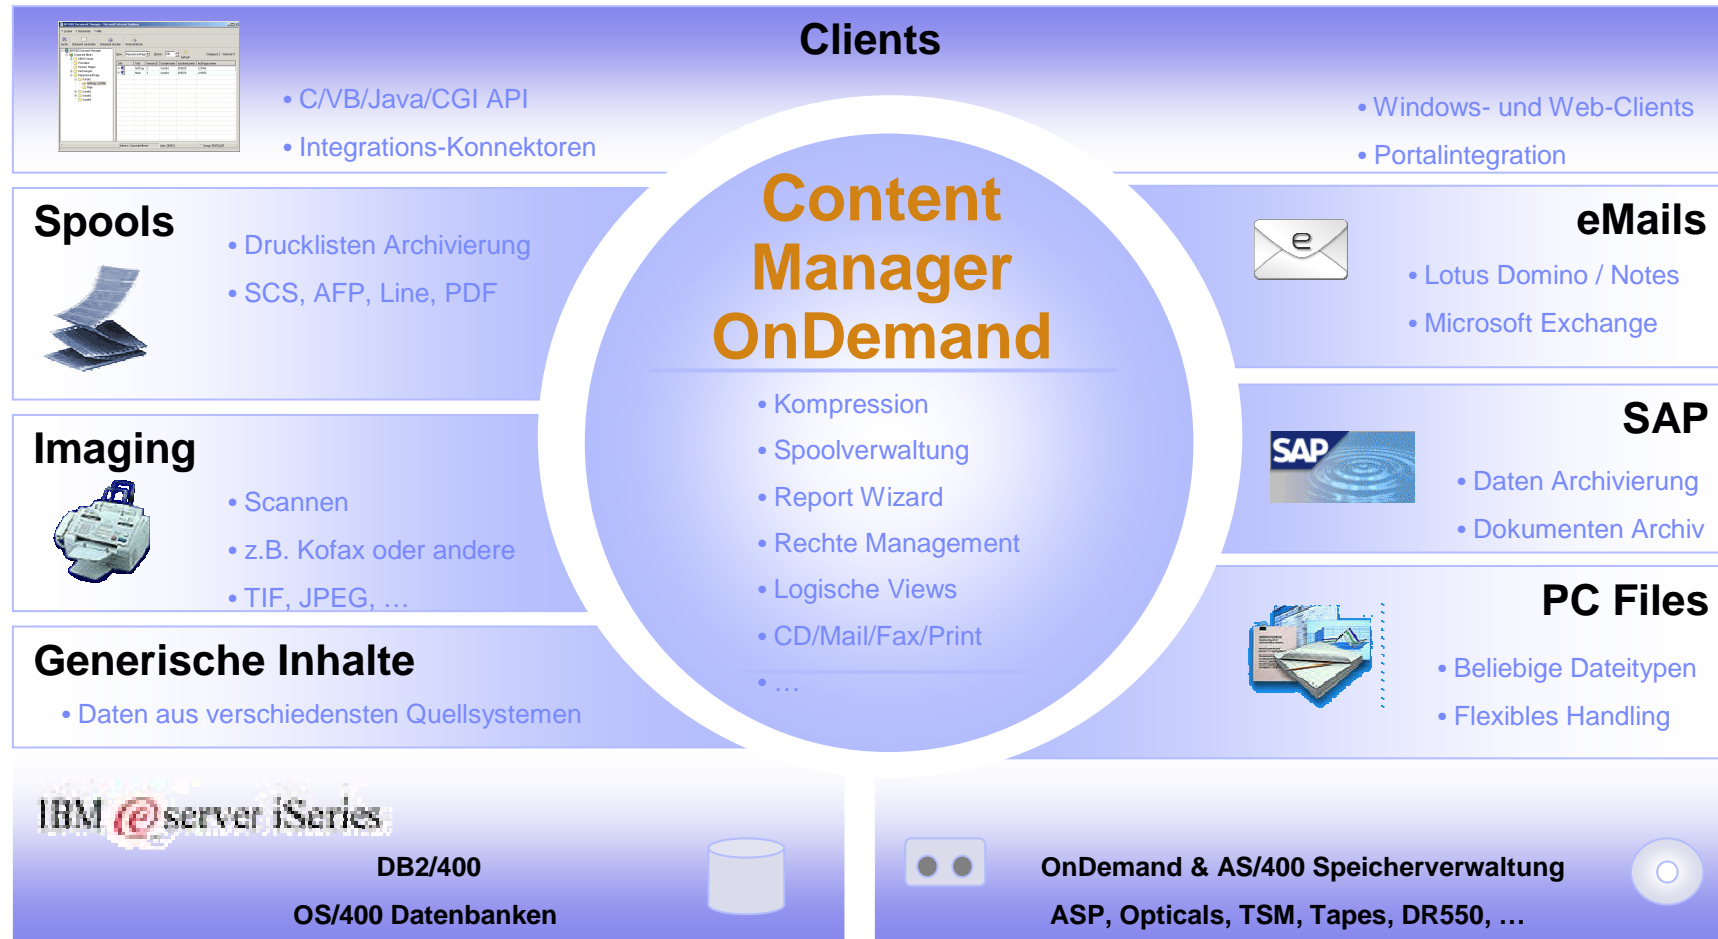 Clients
• C/VB/Java/CGI API
• Integrations-Konnektoren
• Windows- und Web-Clients
• Portalintegration
Spools
• Drucklisten Archivierung
• SCS, AFP, Line, PDF
Imaging
• Scannen
• z.B. Kofax oder andere
• TIF, JPEG, …
Generische Inhalte
• Daten aus verschiedensten Quellsystemen
Content
Manager
OnDemand
• Kompression
• Spoolverwaltung
• Report Wizard
• Rechte Management
• Logische Views
• CD/Mail/Fax/Print
• …
eMails
e
• Lotus Domino / Notes
• Microsoft Exchange
SAP
SAP
• Daten Archivierung
• Dokumenten Archiv
PC Files
• Beliebige Dateitypen
• Flexibles Handling
IBM @server iSeries
DB2/400
OS/400 Datenbanken
OnDemand & AS/400 Speicherverwaltung
ASP, Opticals, TSM, Tapes, DR550, …